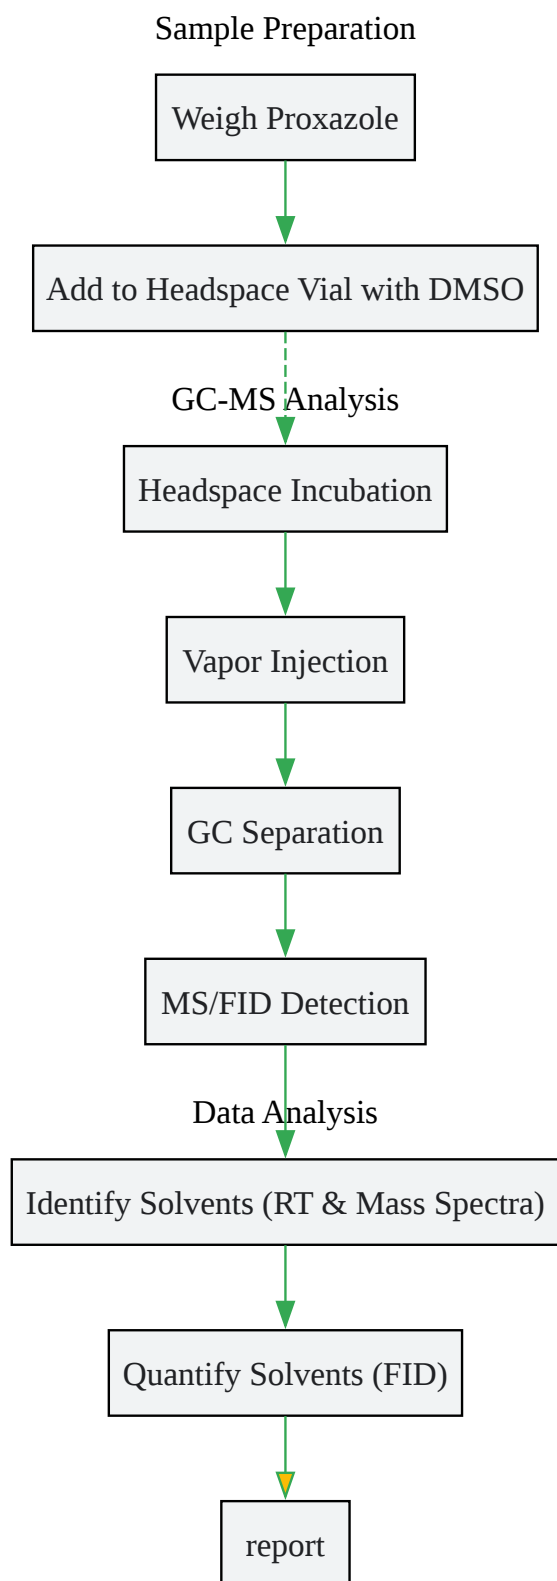 Sample Preparation
Weigh Proxazole
Add to Headspace Vial with DMSO
GC-MS Analysis
Headspace Incubation
Vapor Injection
GC Separation
MS/FID Detection
Data Analysis
Identify Solvents (RT & Mass Spectra)
Quantify Solvents (FID)
report